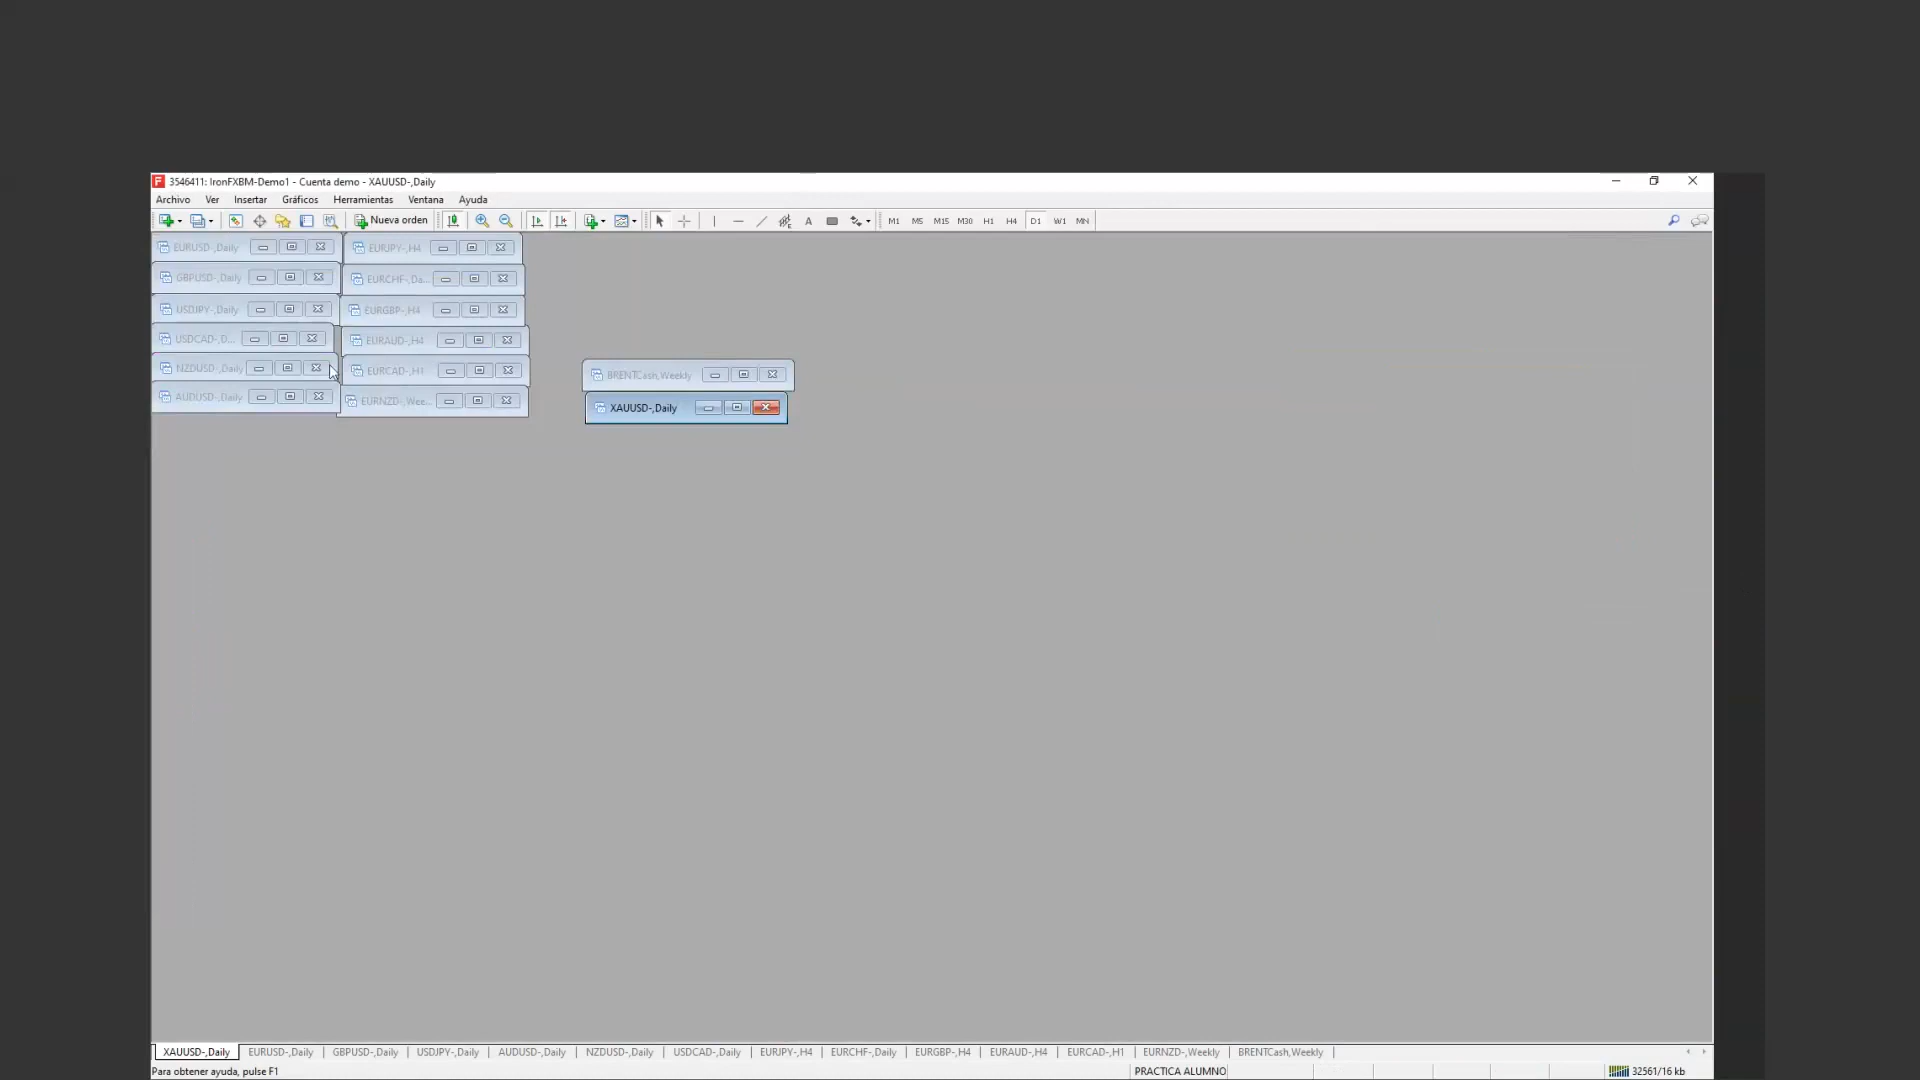 3546411: IronFXBM-Demo1 - Cuenta demo - XAUUSD-,Daily
Archivo Ver Insertar Gráficos Herramientas Ventana Ayuda
Nueva orden A M1 M5 M15 M30 H1 H4 D1 W1 MN
EURUSD-,Daily EURJPY-,H4
GBPUSD-,Daily EURCHF-,Da...
USDJPY-,Daily EURGBP-,H4
USDCAD-,D... EURAUD-,H4
NZDUSD-,Daily EURCAD-,H1 BRENTCash,Weekly
AUDUSD-,Daily EURNZD-,Wee... XAUUSD-,Daily
XAUUSD-,Daily EURUSD-,Daily GBPUSD-,Daily USDJPY-,Daily AUDUSD-,Daily NZDUSD-,Daily USDCAD-,Daily EURJPY-,H4 EURCHF-,Daily EURGBP-,H4 EURAUD-,H4 EURCAD-,H1 EURNZD-,Weekly BRENTCash,Weekly
Para obtener ayuda, pulse F1 PRACTICA ALUMNO 32561/16 kb